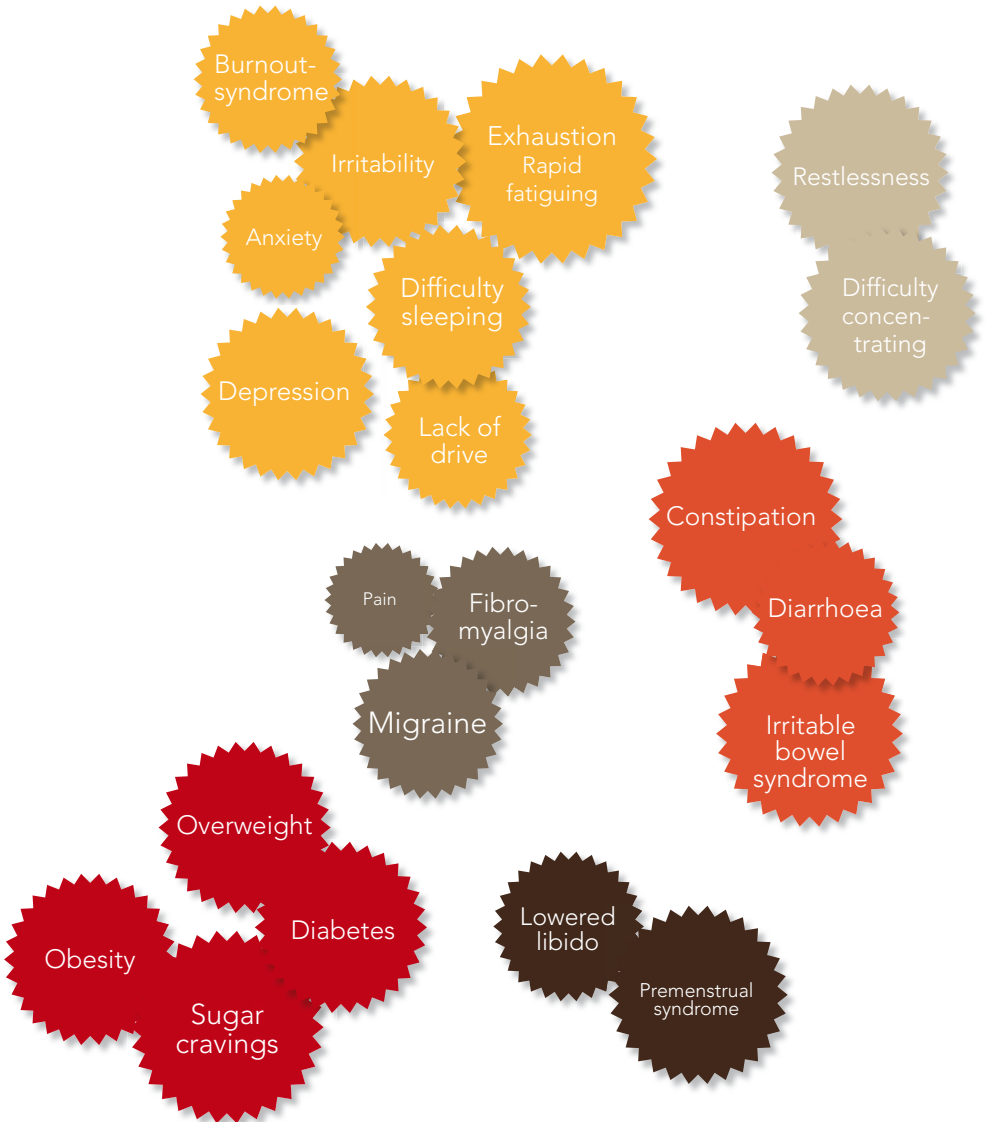 Burnout-
syndrome
Irritability
Exhaustion
Rapid
fatiguing
Restlessness
Anxiety
Difficulty
sleeping
Difficulty
concen-
trating
Depression
Lack of
drive
Constipation
Pain
Fibro-
myalgia
Diarrhoea
Migraine
Irritable
bowel
syndrome
Overweight
Diabetes
Obesity
Sugar
cravings
Lowered
libido
Premenstrual
syndrome